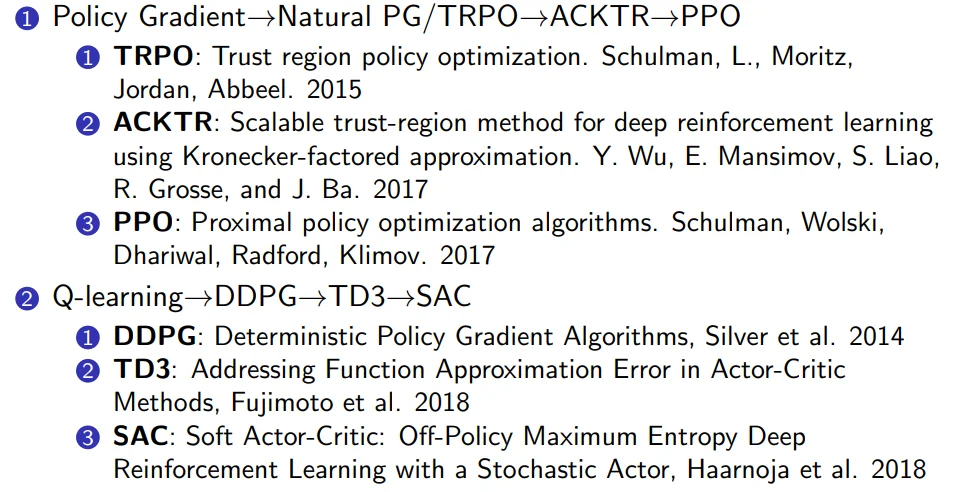 1 Policy Gradient→Natural PG/TRPO→ACKTR→PPO
1 TRPO: Trust region policy optimization. Schulman, L., Moritz,
Jordan, Abbeel. 2015
2 ACKTR: Scalable trust-region method for deep reinforcement learning
using Kronecker-factored approximation. Y. Wu, E. Mansimov, S. Liao,
R. Grosse, and J. Ba. 2017
3 PPO: Proximal policy optimization algorithms. Schulman, Wolski,
Dhariwal, Radford, Klimov. 2017
2 Q-learning→DDPG→TD3→SAC
1 DDPG: Deterministic Policy Gradient Algorithms, Silver et al. 2014
2 TD3: Addressing Function Approximation Error in Actor-Critic
Methods, Fujimoto et al. 2018
3 SAC: Soft Actor-Critic: Off-Policy Maximum Entropy Deep
Reinforcement Learning with a Stochastic Actor, Haarnoja et al. 2018